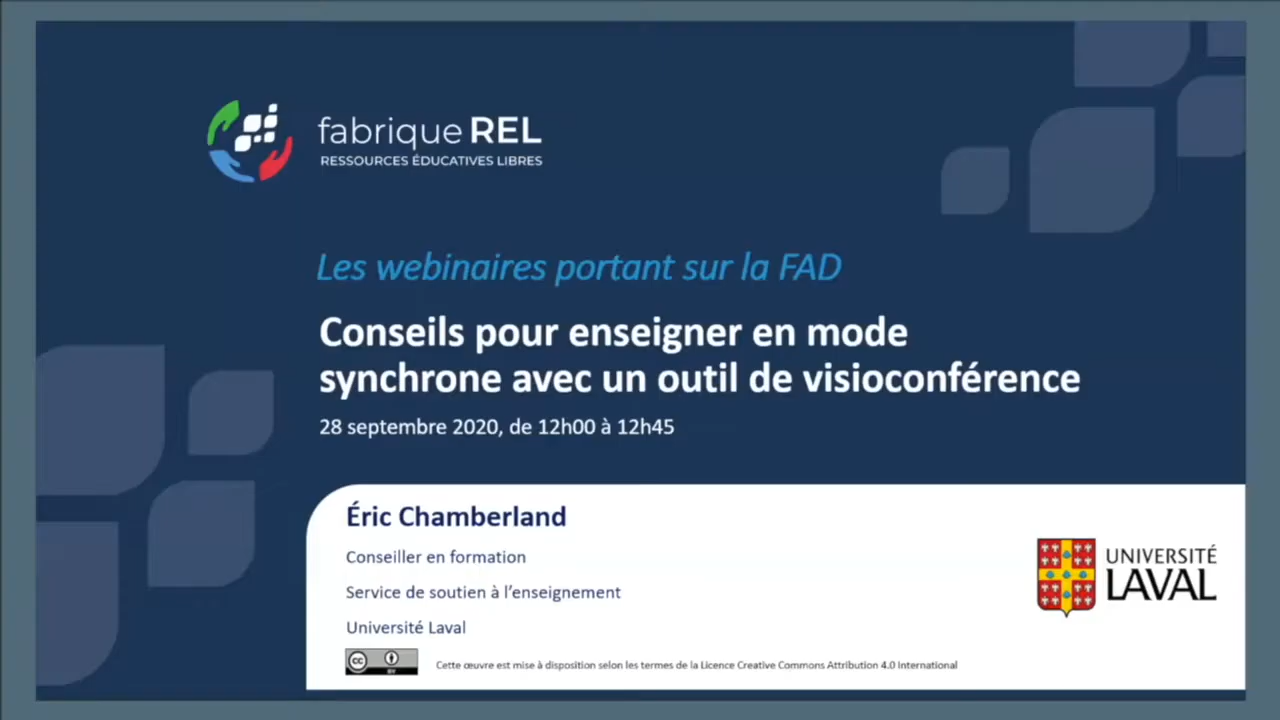 fabrique REL
RESSOURCES ÉDUCATIVES LIBRES
Les webinaires portant sur la FAD
Conseils pour enseigner en mode
synchrone avec un outil de visioconférence
28 septembre 2020, de 12h00 à 12h45
Éric Chamberland
Conseiller en formation
Service de soutien à l'enseignement
Université Laval
UNIVERSITÉ
LAVAL
cc
BY
Cette œuvre est mise à disposition selon les termes de la Licence Creative Commons Attribution 4.0 International